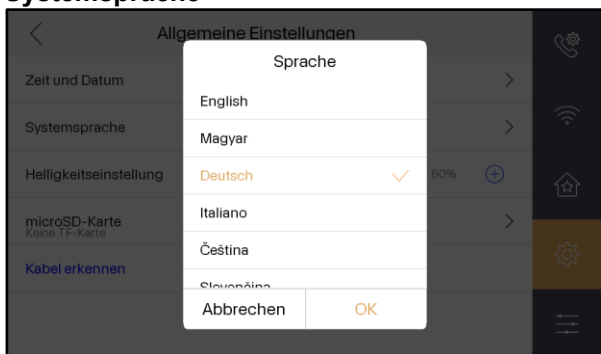 Systemsprache
Allgemeine Einstellungen
Sprache
Zeit und Datum
English
Systemsprache
Magyar
Helligkeitseinstellung
Deutsch
60%
Italiano
microSD-Karte
Keine TF-Karte
Čeština
Kabel erkennen
Slovenčina
Abbrechen
OK